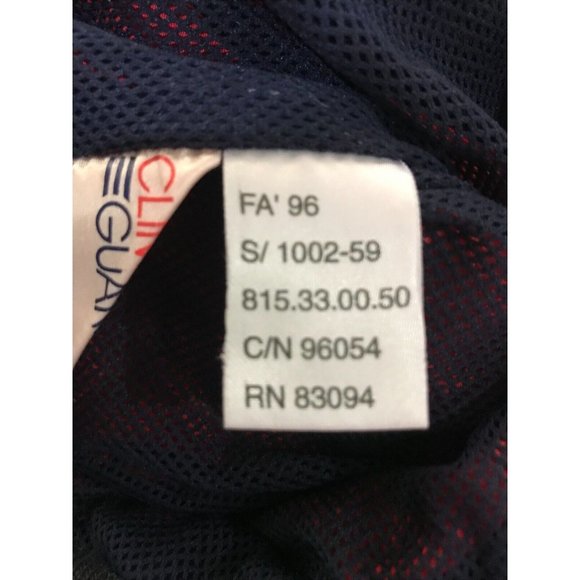 FA' 96
S/ 1002-59
815.33.00.50
C/N 96054
RN 83094